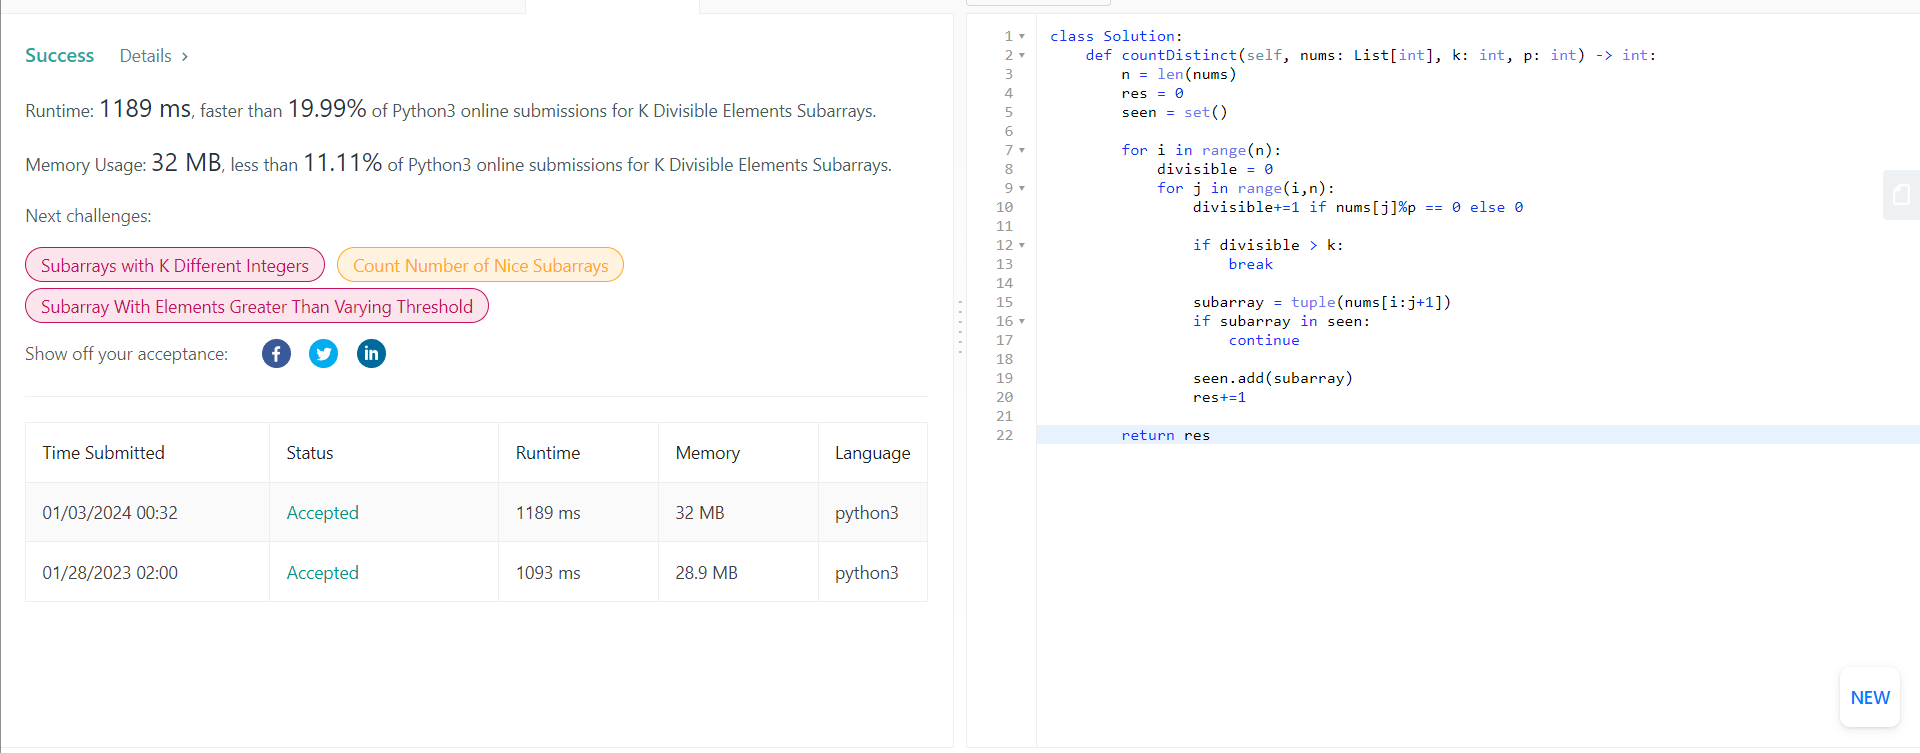 Success Details >
Runtime: 1189 ms, faster than 19.99% of Python3 online submissions for K Divisible Elements Subarrays.
Memory Usage: 32 MB, less than 11.11% of Python3 online submissions for K Divisible Elements Subarrays.
Next challenges:
Subarrays with K Different Integers Count Number of Nice Subarrays
Subarray With Elements Greater Than Varying Threshold
Show off your acceptance:
Time Submitted Status Runtime Memory Language
01/03/2024 00:32 Accepted 1189 ms 32 MB python3
01/28/2023 02:00 Accepted 1093 ms 28.9 MB python3
1 class Solution:
2 def countDistinct(self, nums: List[int], k: int, p: int) -> int:
3 n = len(nums)
4 res = 0
5 seen = set()
6
7 for i in range(n):
8 divisible = 0
9 for j in range(i,n):
10 divisible+=1 if nums[j]%p == 0 else 0
11
12 if divisible > k:
13 break
14
15 subarray = tuple(nums[i:j+1])
16 if subarray in seen:
17 continue
18
19 seen.add(subarray)
20 res+=1
21
22 return res
NEW